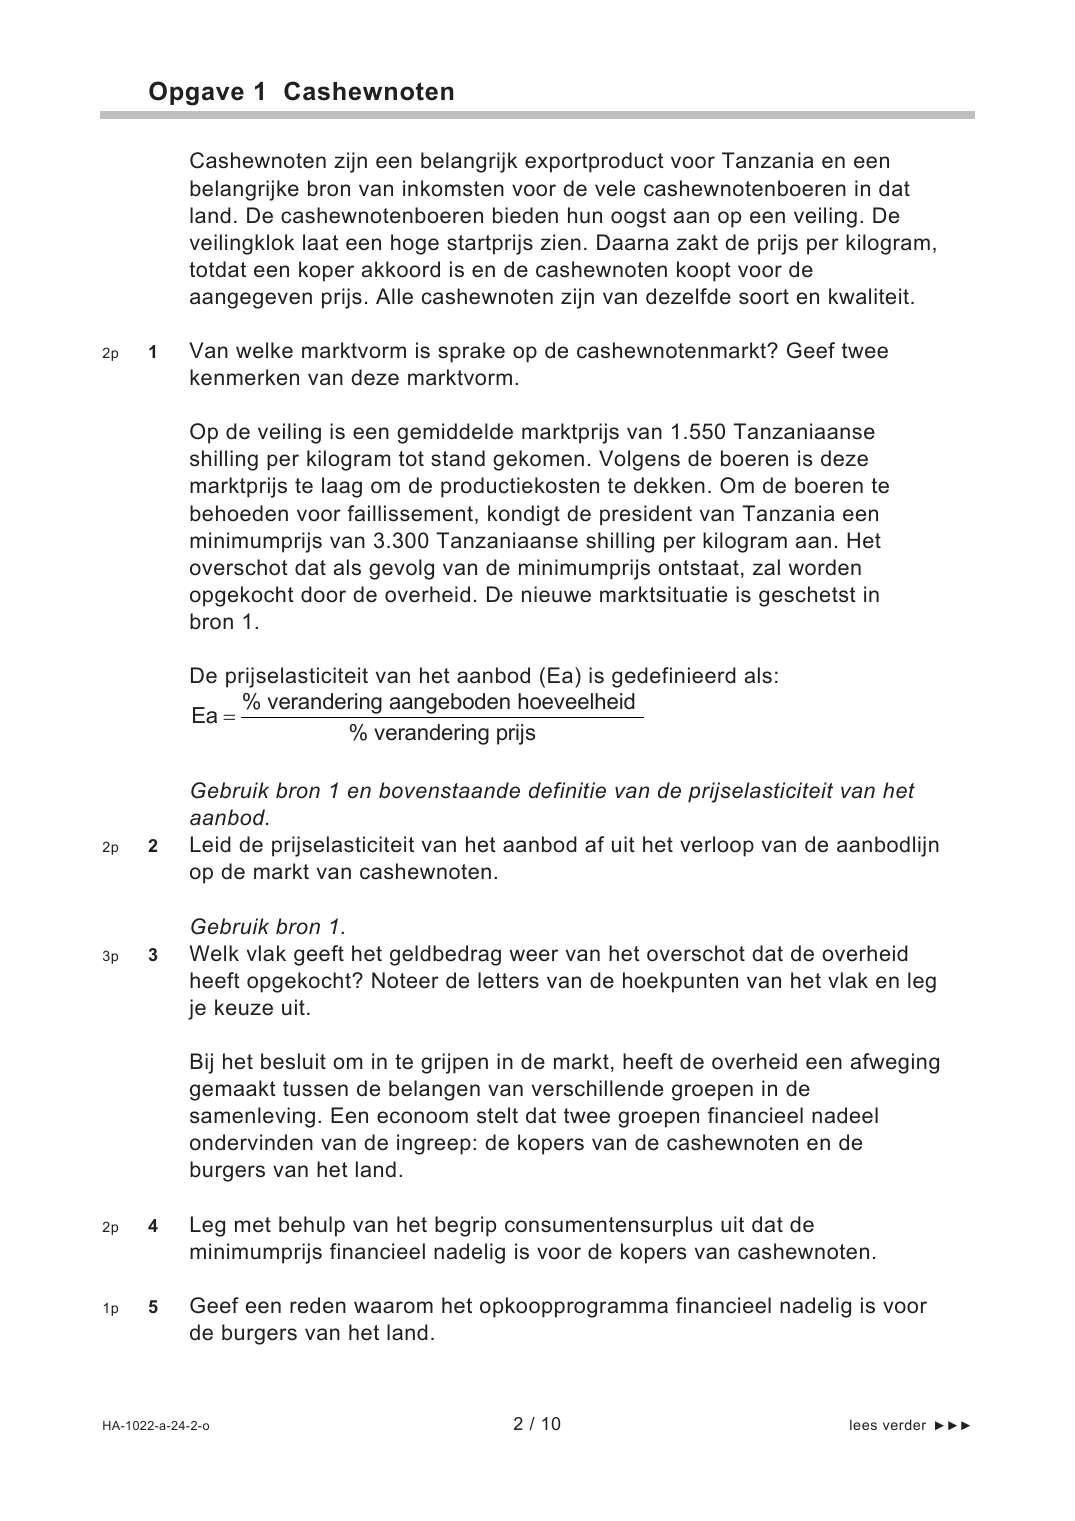 Opgave 1 Cashewnoten
Cashewnoten zijn een belangrijk exportproduct voor Tanzania en een
belangrijke bron van inkomsten voor de vele cashewnotenboeren in dat
land. De cashewnotenboeren bieden hun oogst aan op een veiling. De
veilingklok laat een hoge startprijs zien. Daarna zakt de prijs per kilogram,
totdat een koper akkoord is en de cashewnoten koopt voor de
aangegeven prijs. Alle cashewnoten zijn van dezelfde soort en kwaliteit.
2p 1 Van welke marktvorm is sprake op de cashewnotenmarkt? Geef twee
kenmerken van deze marktvorm.
Op de veiling is een gemiddelde marktprijs van 1.550 Tanzaniaanse
shilling per kilogram tot stand gekomen. Volgens de boeren is deze
marktprijs te laag om de productiekosten te dekken. Om de boeren te
behoeden voor faillissement, kondigt de president van Tanzania een
minimumprijs van 3.300 Tanzaniaanse shilling per kilogram aan. Het
overschot dat als gevolg van de minimumprijs ontstaat, zal worden
opgekocht door de overheid. De nieuwe marktsituatie is geschetst in
bron 1.
De prijselasticiteit van het aanbod (Ea) is gedefinieerd als:
% verandering aangeboden hoeveelheid
Ea =
% verandering prijs
Gebruik bron 1 en bovenstaande definitie van de prijselasticiteit van het
aanbod.
2p 2 Leid de prijselasticiteit van het aanbod af uit het verloop van de aanbodlijn
op de markt van cashewnoten.
Gebruik bron 1.
3p 3 Welk vlak geeft het geldbedrag weer van het overschot dat de overheid
heeft opgekocht? Noteer de letters van de hoekpunten van het vlak en leg
je keuze uit.
Bij het besluit om in te grijpen in de markt, heeft de overheid een afweging
gemaakt tussen de belangen van verschillende groepen in de
samenleving. Een econoom stelt dat twee groepen financieel nadeel
ondervinden van de ingreep: de kopers van de cashewnoten en de
burgers van het land.
2p 4 Leg met behulp van het begrip consumentensurplus uit dat de
minimumprijs financieel nadelig is voor de kopers van cashewnoten.
1p 5 Geef een reden waarom het opkoopprogramma financieel nadelig is voor
de burgers van het land.
HA-1022-a-24-2-o 2 / 10 lees verder ►►►